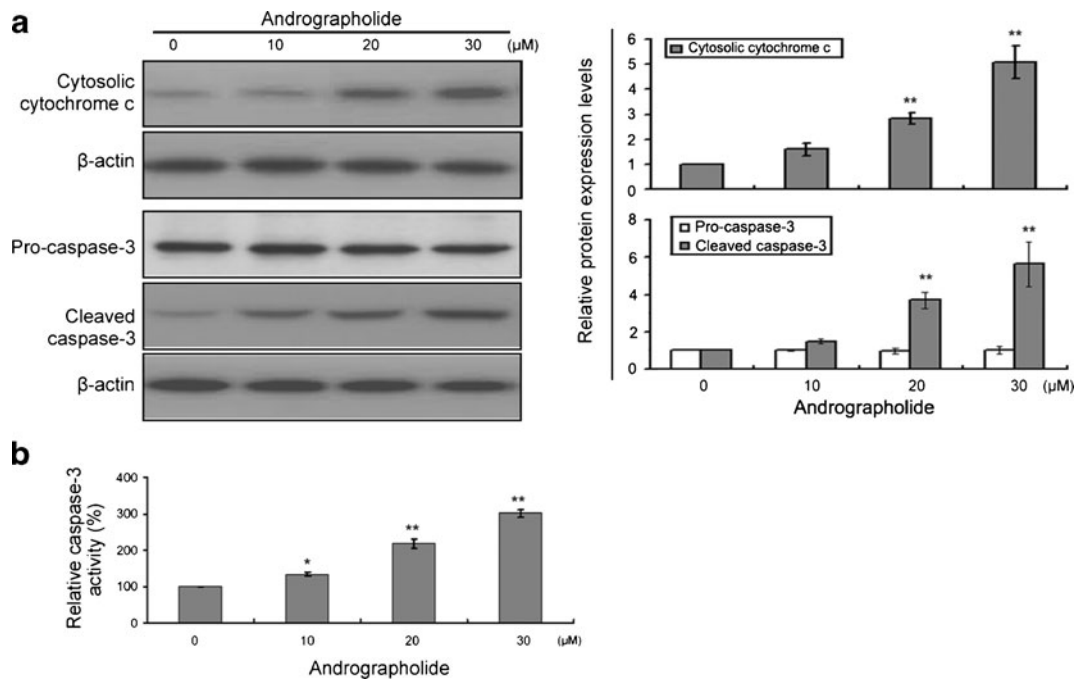 a
Andrographolide
0 10 20 30 (μM)
Cytosolic
cytochrome c
β-actin
Pro-caspase-3
Cleaved
caspase-3
β-actin
Relative protein expression levels
6
5
4
3
2
1
0
Cytosolic cytochrome c
**
**
8
6
4
2
0
Pro-caspase-3
Cleaved caspase-3
**
**
0 10 20 30 (μM)
Andrographolide
b
Relative caspase-3
activity (%)
400
300
200
100
0
*
**
**
0 10 20 30 (μM)
Andrographolide